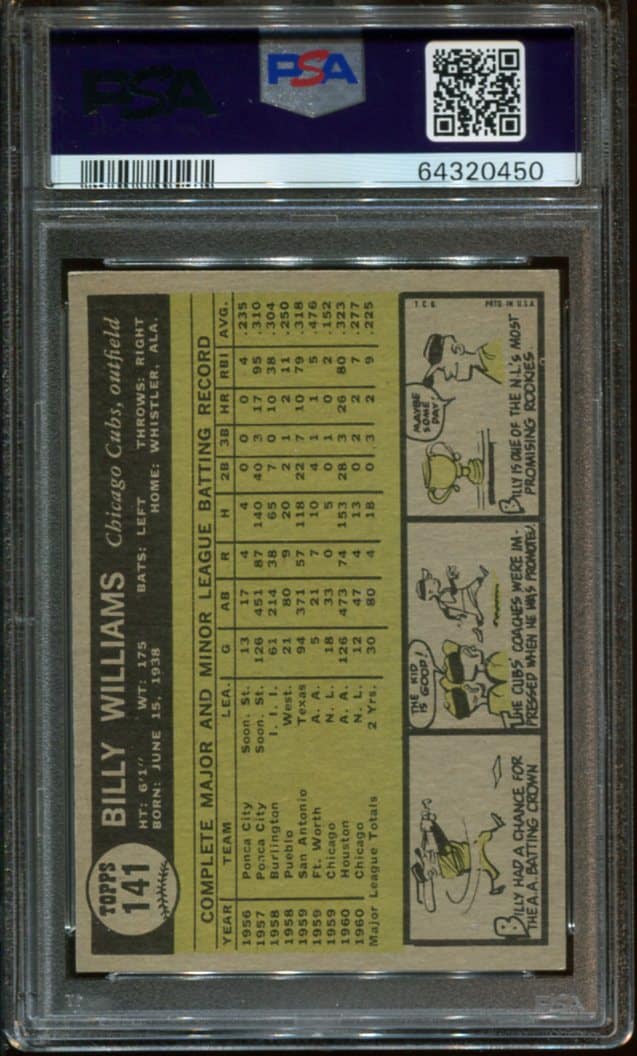 PSA
PSA
64320450
TOPPS
141
BILLY WILLIAMS Chicago Cubs, outfield
HT: 6'1" WT: 175 BATS: LEFT THROWS: RIGHT
BORN: JUNE 15, 1938 HOME: WHISTLER, ALA.
COMPLETE MAJOR AND MINOR LEAGUE BATTING RECORD
YEAR TEAM LEA. G AB R H 2B 3B HR RBI AVG.
1956 Ponca City Soon. St. 13 17 4 4 0 0 0 4 .235
1957 Ponca City Soon. St. 126 451 87 140 40 3 17 95 .310
1958 Burlington I. I. I. 61 214 38 65 7 0 10 38 .304
1958 Pueblo West. 21 80 9 20 2 1 2 11 .250
1959 San Antonio Texas 94 371 57 118 22 7 10 79 .318
1959 Ft. Worth A. A. 5 21 7 10 4 1 1 5 .476
1959 Chicago N. L. 18 33 0 5 0 1 0 2 .152
1960 Houston A. A. 126 473 74 153 28 3 26 80 .323
1960 Chicago N. L. 12 47 4 13 0 2 2 7 .277
Major League Totals 2 Yrs. 30 80 4 18 0 3 2 9 .225
BILLY HAD A CHANCE FOR
THE A.A. BATTING CROWN
THE KID
IS GOOD!
THE CUBS' COACHES WERE IM-
PRESSED WHEN HE WAS PROMOTED!
T.C.G. PRTD. IN U.S.A.
MAYBE
SOME
DAY!
BILLY IS ONE OF THE N.L'S MOST
PROMISING ROOKIES
PSA